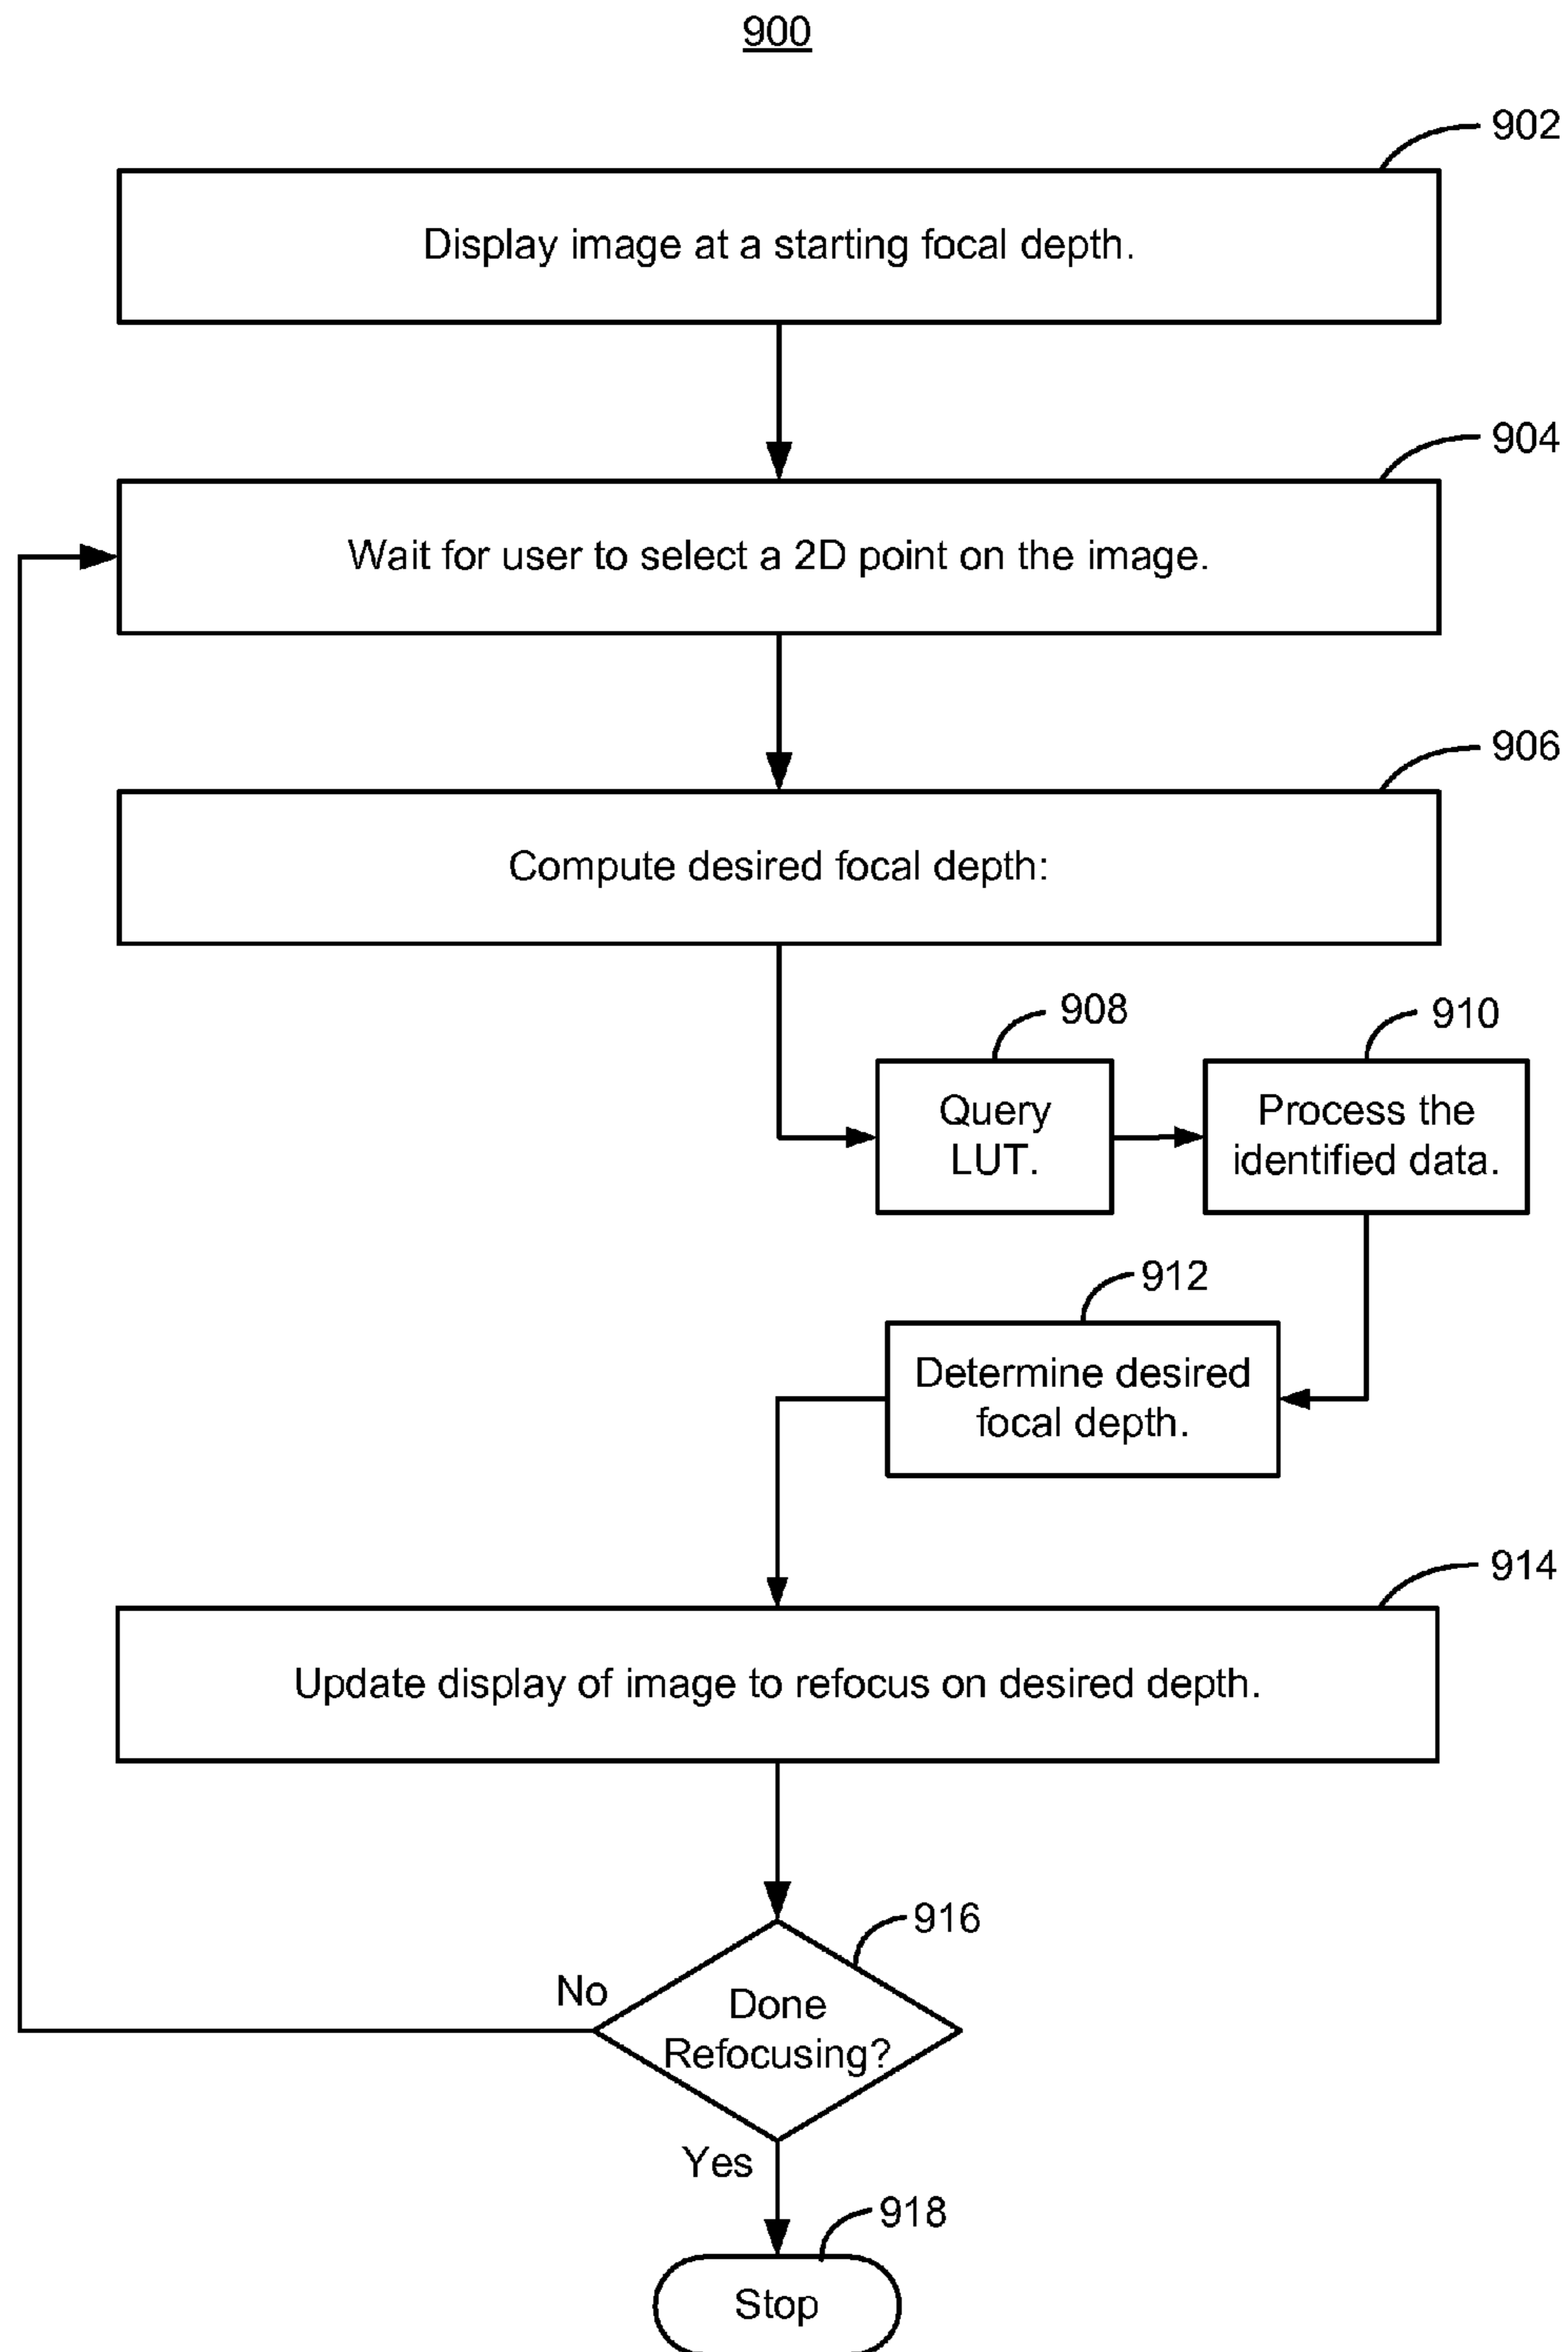 900
902
Display image at a starting focal depth.
904
Wait for user to select a 2D point on the image.
906
Compute desired focal depth:
908
910
Query
LUT.
Process the
identified data.
912
Determine desired
focal depth.
914
Update display of image to refocus on desired depth.
916
No
Done
Refocusing?
Yes
918
Stop